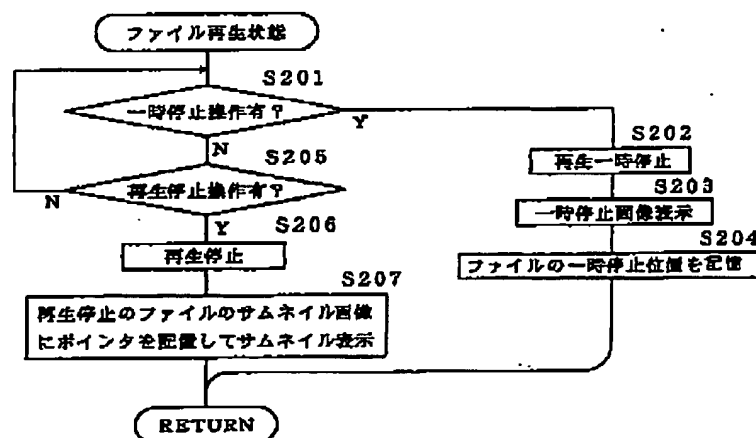 ファイル再生状態
S201
一時停止操作有?
Y
N
S202
再生一時停止
S205
再生停止操作有?
N
S203
一時停止画像表示
Y
S206
再生停止
S204
ファイルの一時停止位置を記憶
S207
再生停止のファイルのサムネイル画像
にポインタを配置してサムネイル表示
RETURN